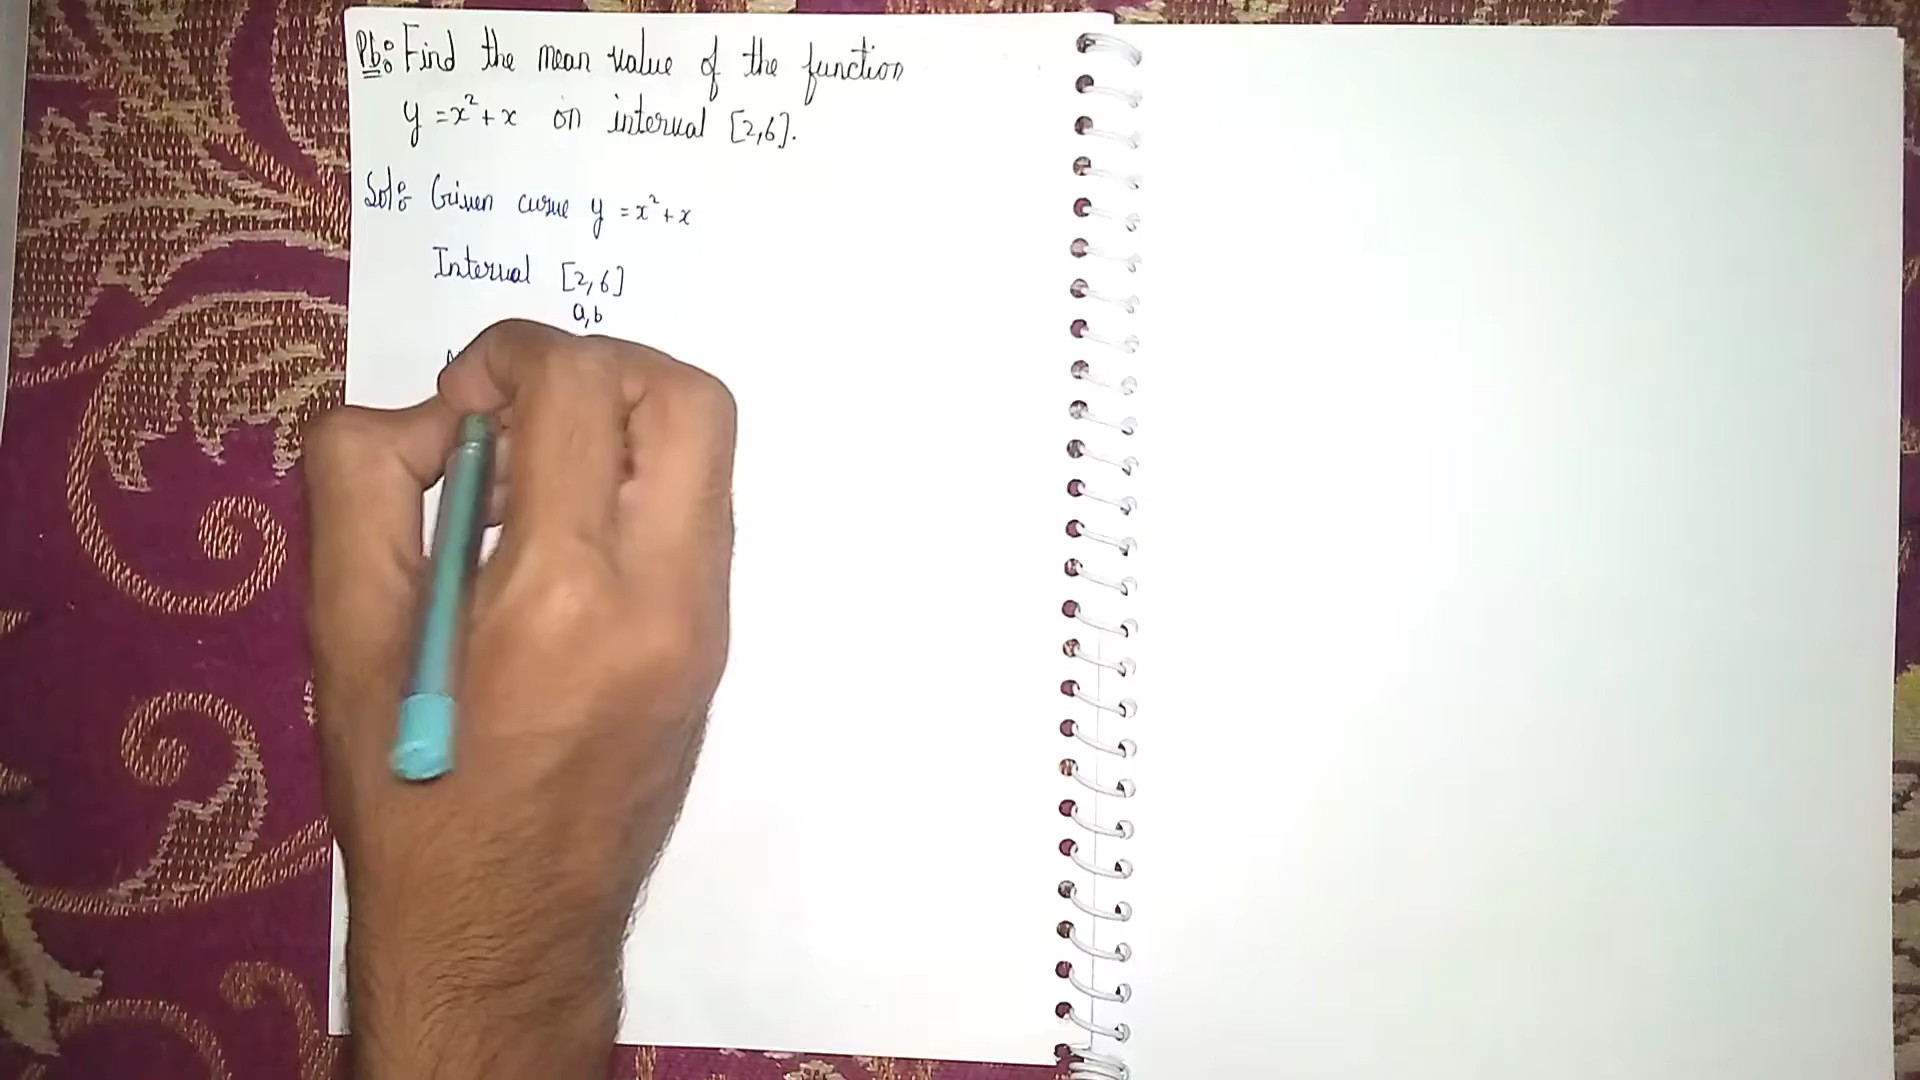 Pb: Find the mean value of the function
y = x² + x on interval [2,6].
Sol: Given curve y = x² + x
Interval [2,6]
a,b